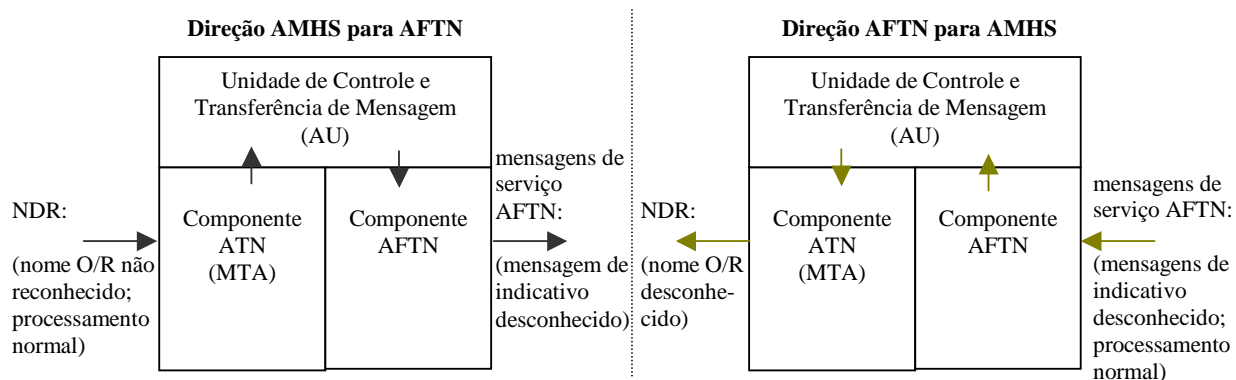 Direção AMHS para AFTN
Unidade de Controle e
Transferência de Mensagem
(AU)
NDR:
(nome O/R não
reconhecido;
processamento
normal)
Componente
ATN
(MTA)
Componente
AFTN
mensagens de
serviço
AFTN:
(mensagem de
indicativo
desconhecido)
Direção AFTN para AMHS
Unidade de Controle e
Transferência de Mensagem
(AU)
NDR:
(nome O/R
desconhe-
cido)
Componente
ATN
(MTA)
Componente
AFTN
mensagens de
serviço AFTN:
(mensagens de
indicativo
desconhecido;
processamento
normal)